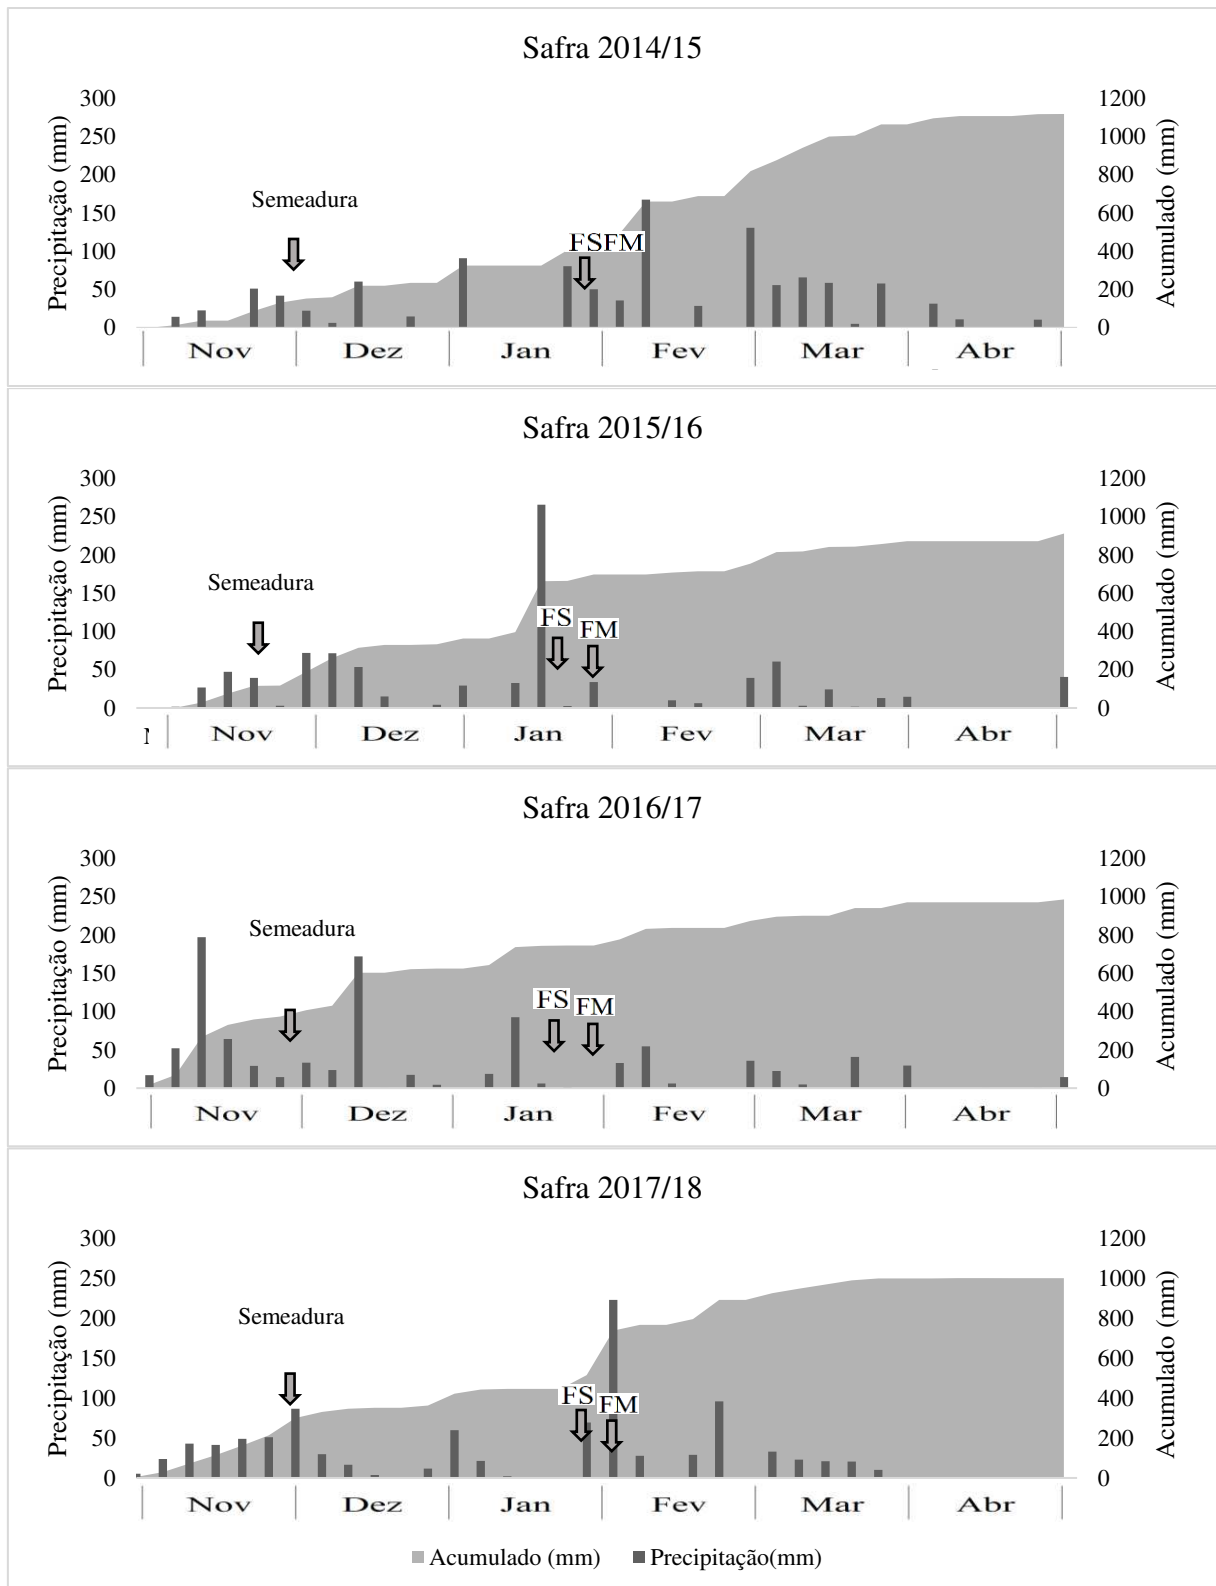 Safra 2014/15
Precipitação (mm)
300
250
200
150
100
50
0
Semeadura
FSFM
1200
1000
800
600
400
200
0
Acumulado (mm)
Nov Dez Jan Fev Mar Abr
Safra 2015/16
Precipitação (mm)
300
250
200
150
100
50
0
Semeadura
FS
FM
1200
1000
800
600
400
200
0
Acumulado (mm)
Nov Dez Jan Fev Mar Abr
Safra 2016/17
Precipitação (mm)
300
250
200
150
100
50
0
Semeadura
FS
FM
1200
1000
800
600
400
200
0
Acumulado (mm)
Nov Dez Jan Fev Mar Abr
Safra 2017/18
Precipitação (mm)
300
250
200
150
100
50
0
Semeadura
FS
FM
1200
1000
800
600
400
200
0
Acumulado (mm)
Nov Dez Jan Fev Mar Abr
Acumulado (mm) Precipitação(mm)